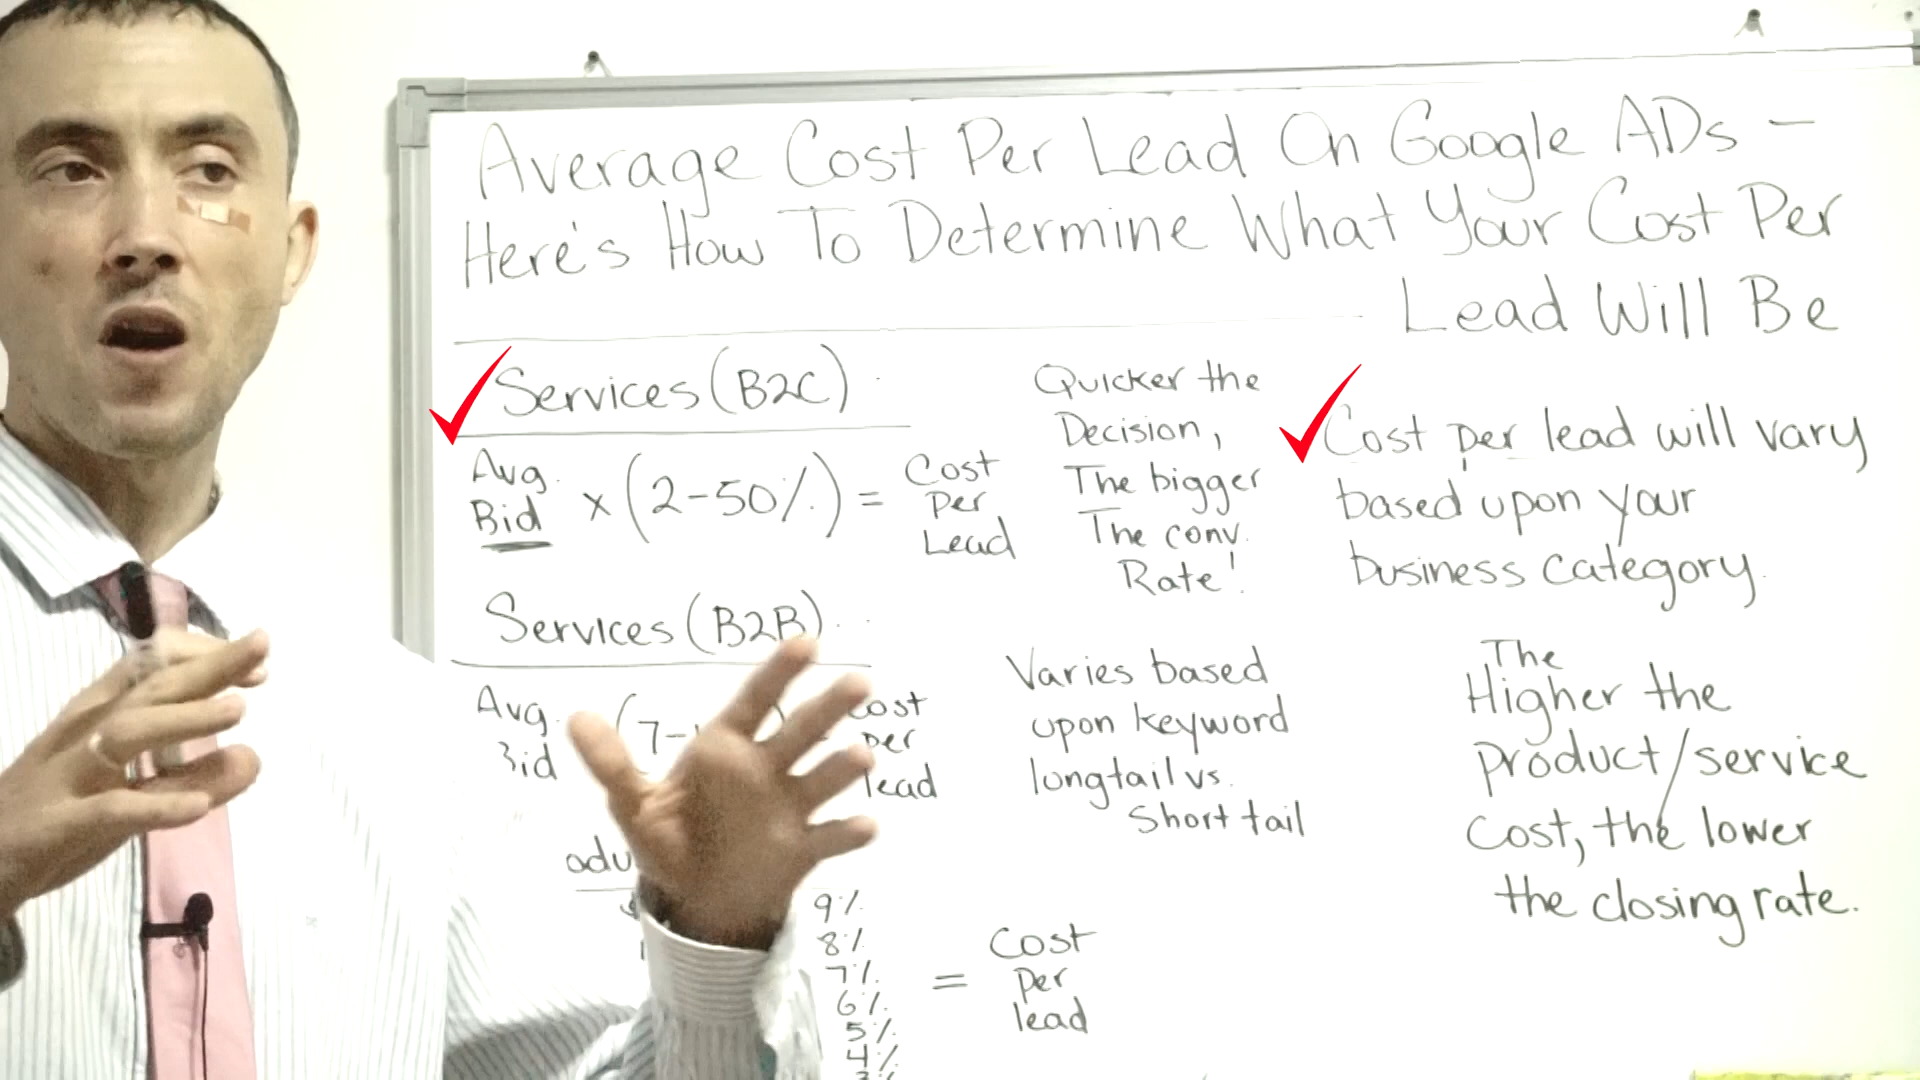 Average Cost Per Lead On Google ADs -
Here's How To Determine What Your Cost Per
Lead Will Be
Services (B2C)
Avg.
Bid x (2-50%) =
Cost
Per
Lead
Quicker the
Decision,
The bigger
The conv.
Rate!
Cost per lead will vary
based upon your
business category.
Services (B2B)
Avg.
(7-
Cost
per
lead
Varies based
upon keyword
longtail vs.
Short tail
The
Higher the
product/service
Cost, the lower
the closing rate.
9%
8%
7%
6%
5%
4%
=
Cost
per
lead